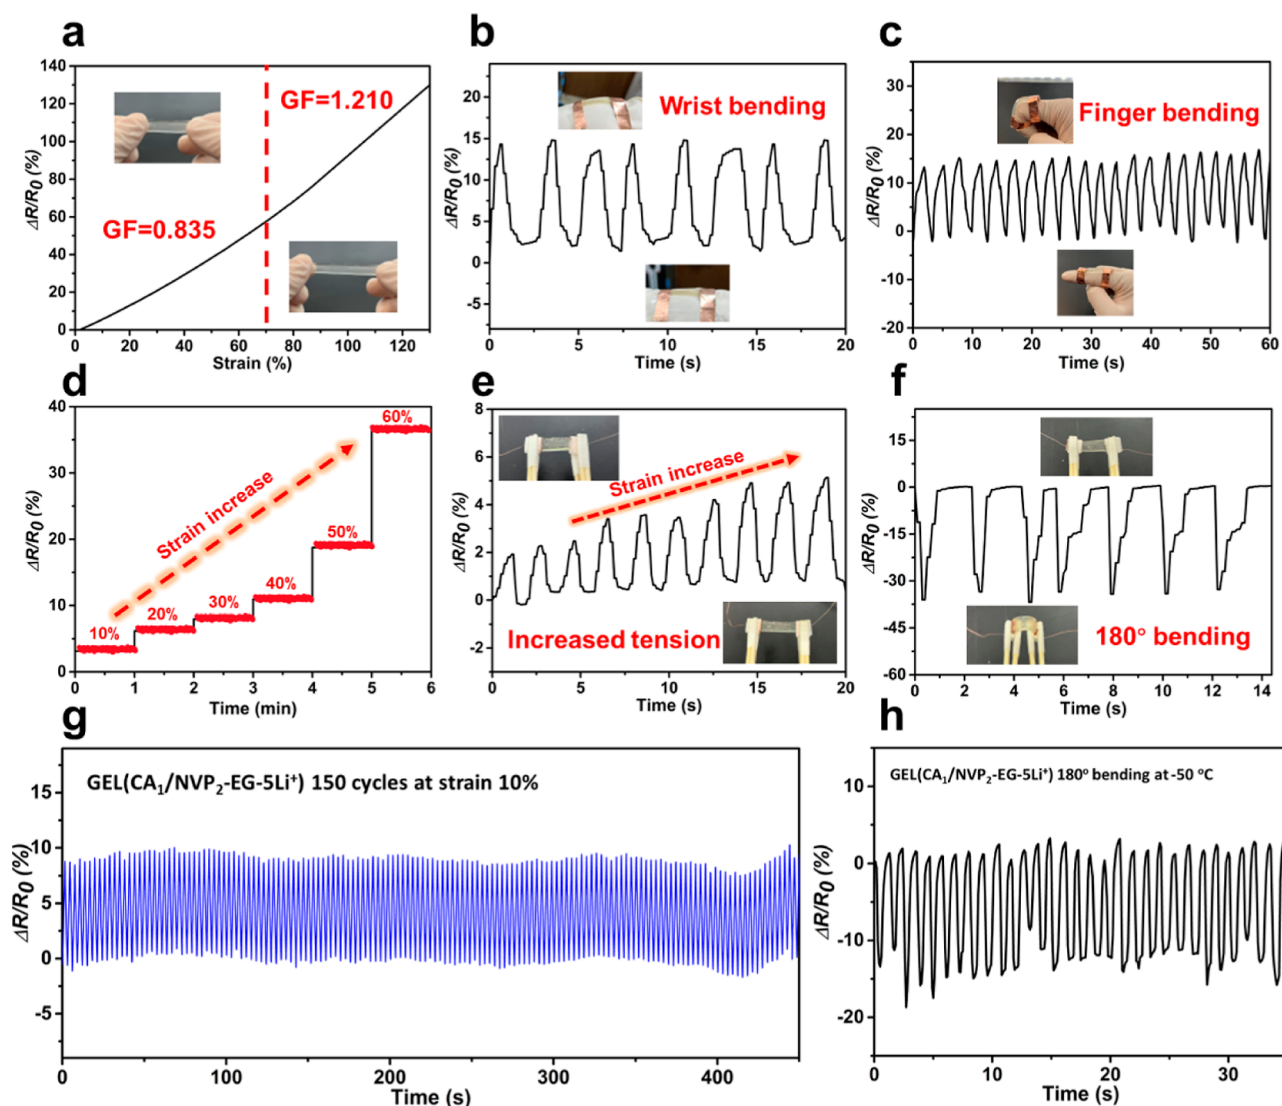 a
140
120
100
80
60
40
20
0
ΔR/R0 (%)
GF=1.210
GF=0.835
20
40
60
80
100
120
Strain (%)
b
25
20
15
10
5
0
-5
ΔR/R0 (%)
Wrist bending
0
5
10
15
20
Time (s)
c
30
20
10
0
-10
-20
ΔR/R0 (%)
Finger bending
0
10
20
30
40
50
60
Time (s)
d
40
30
20
10
0
ΔR/R0 (%)
60%
50%
40%
30%
20%
10%
Strain increase
0
1
2
3
4
5
6
Time (min)
e
8
6
4
2
0
-2
ΔR/R0 (%)
Strain increase
Increased tension
0
5
10
15
20
Time (s)
f
15
0
-15
-30
-45
-60
ΔR/R0 (%)
180° bending
0
2
4
6
8
10
12
14
Time (s)
g
15
10
5
0
-5
ΔR/R0 (%)
GEL(CA1/NVP2-EG-5Li+) 150 cycles at strain 10%
0
100
200
300
400
Time (s)
h
10
0
-10
-20
ΔR/R0 (%)
GEL(CA1/NVP2-EG-5Li+) 180° bending at -50 °C
0
10
20
30
Time (s)